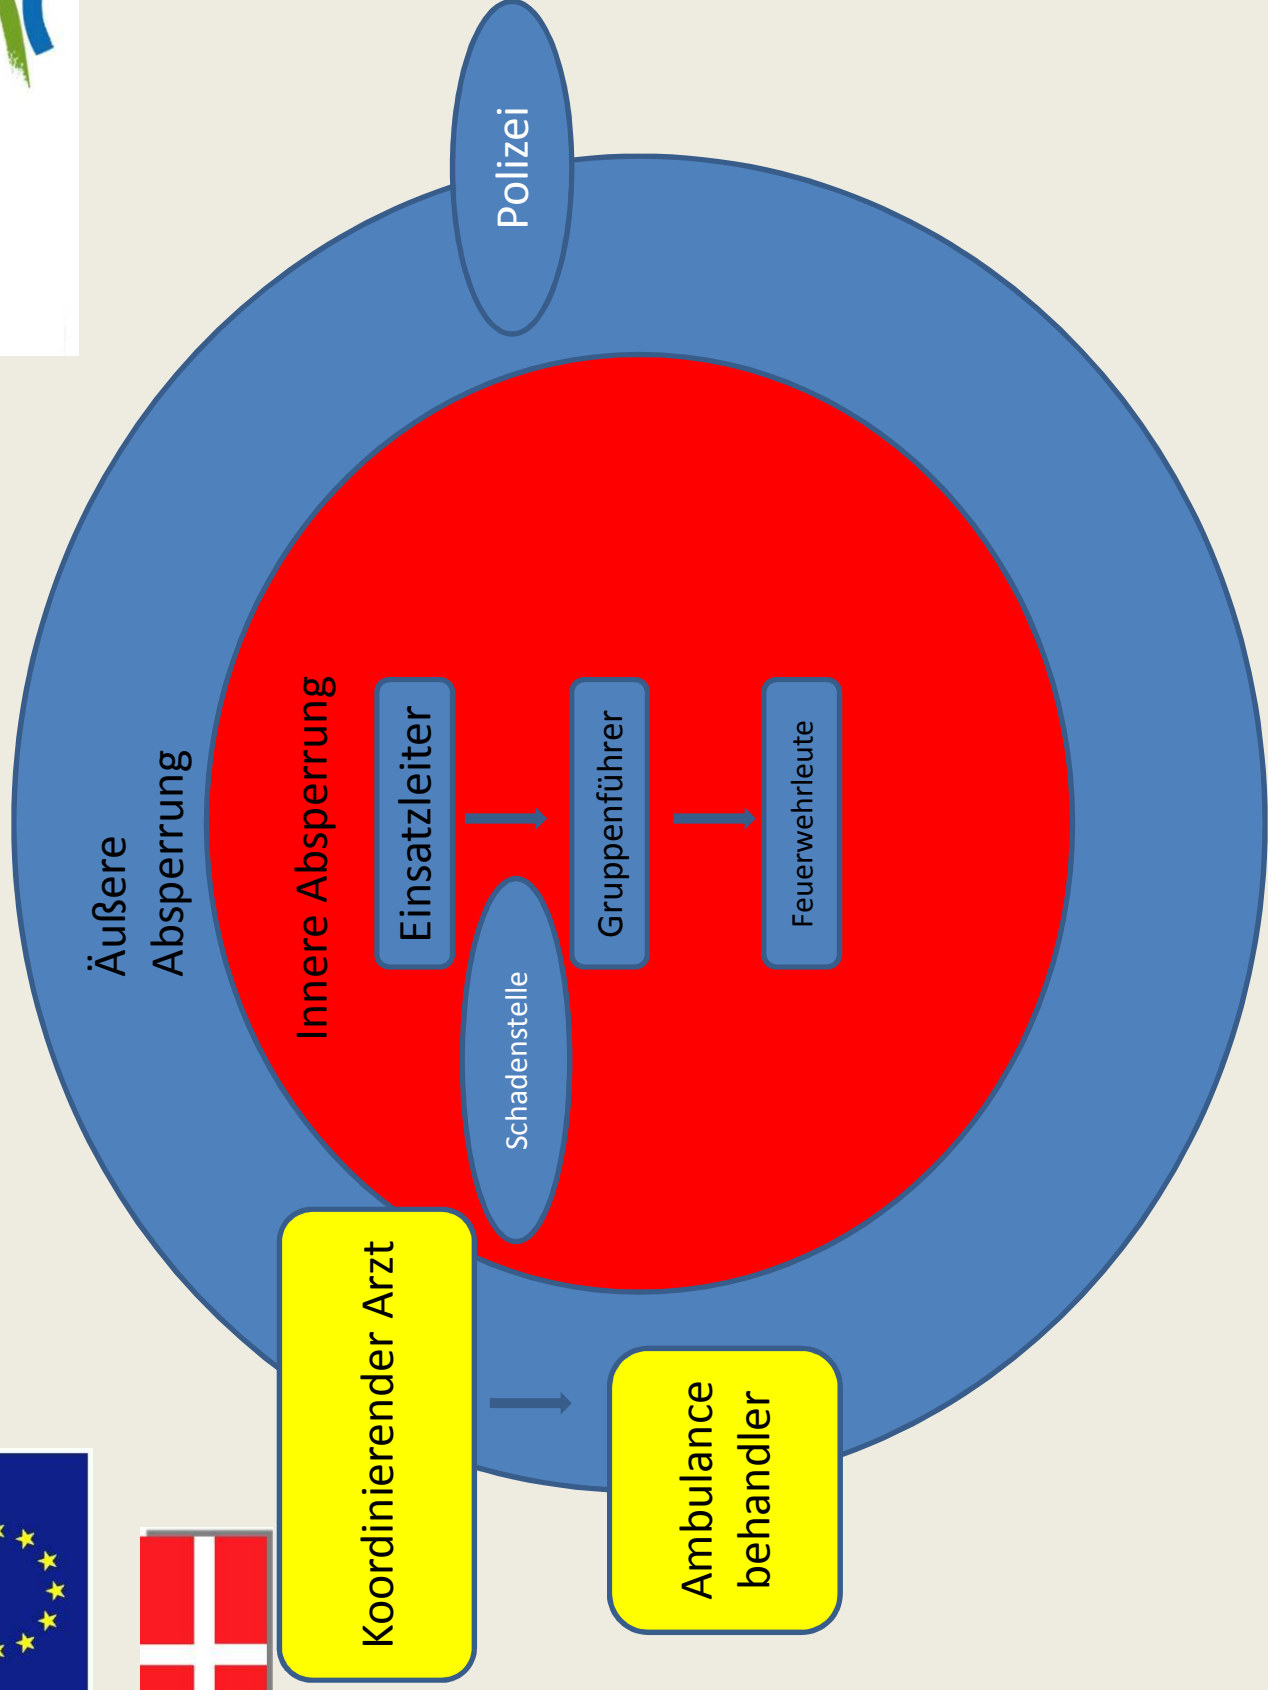 Äußere
Absperrung
Innere Absperrung
Koordinierender Arzt
Einsatzleiter
Schadenstelle
Polizei
Gruppenführer
Ambulance
behandler
Feuerwehrleute